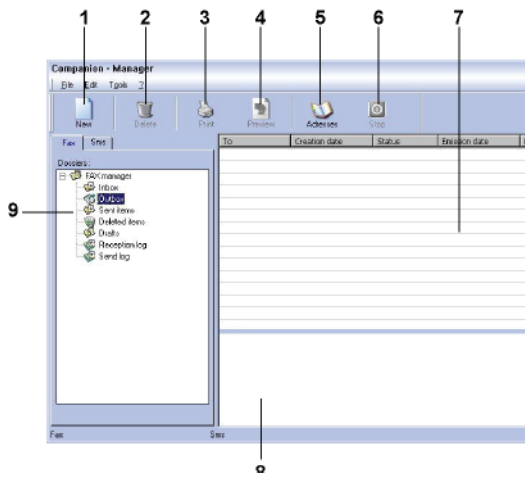 1 2 3 4 5 6 7
Companion - Manager
File Edit Tools ?
New Delete Print Preview Adresses Stop
Fax Sms
To Creation date Status Emission date
Dossiers :
FAX manager
Inbox
Outbox
Sent items
Deleted items
Drafts
Reception log
Send log
9
Fax Sms
8